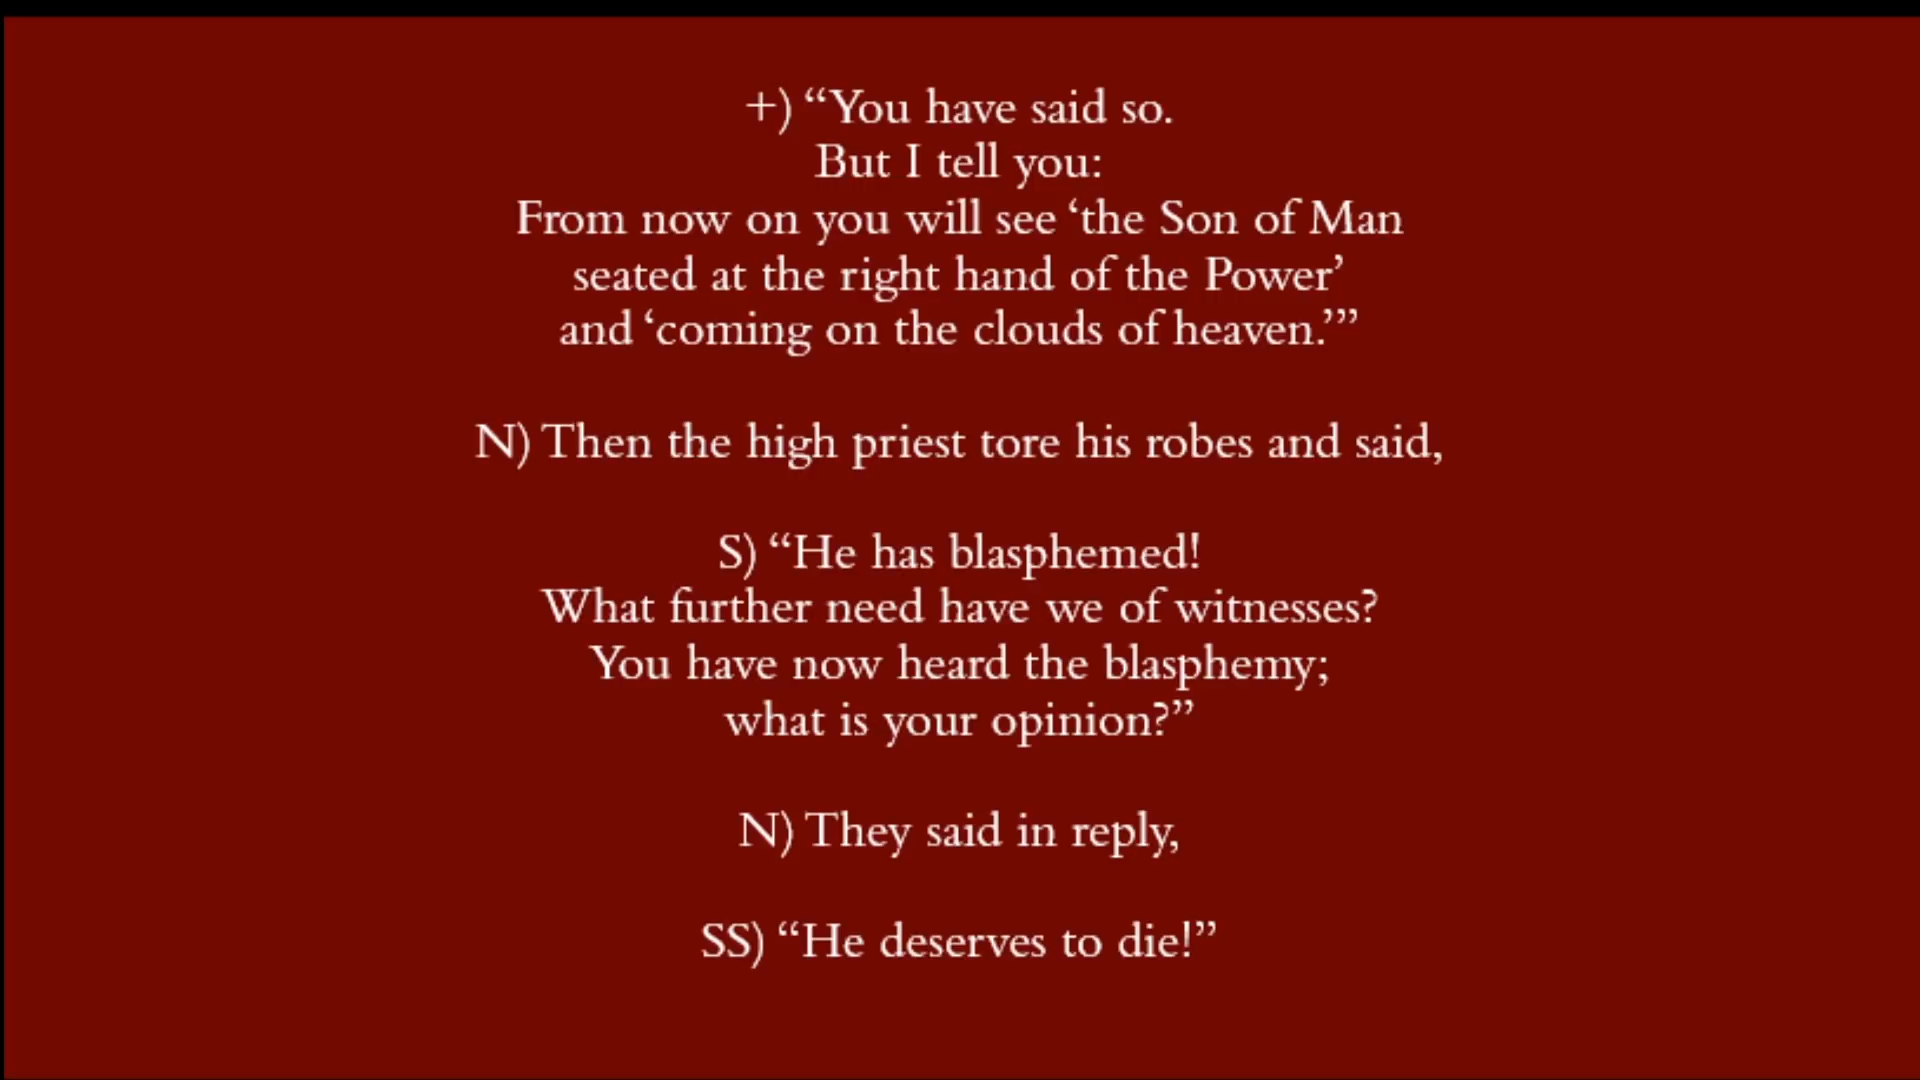 +) “You have said so.
But I tell you:
From now on you will see ‘the Son of Man
seated at the right hand of the Power’
and ‘coming on the clouds of heaven.’”
N) Then the high priest tore his robes and said,
S) “He has blasphemed!
What further need have we of witnesses?
You have now heard the blasphemy;
what is your opinion?”
N) They said in reply,
SS) “He deserves to die!”